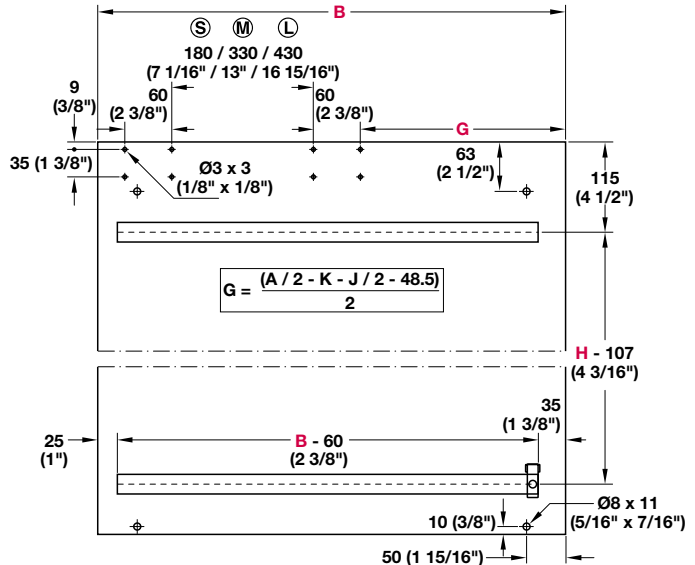 B
S M L
180 / 330 / 430
(7 1/16" / 13" / 16 15/16")
9
(3/8")
60
(2 3/8")
60
(2 3/8")
G
35 (1 3/8")
Ø3 x 3
(1/8" x 1/8")
63
(2 1/2")
115
(4 1/2")
G = (A / 2 - K - J / 2 - 48.5)
2
H - 107
(4 3/16")
35
(1 3/8")
25
(1")
B - 60
(2 3/8")
10 (3/8")
Ø8 x 11
(5/16" x 7/16")
50 (1 15/16")